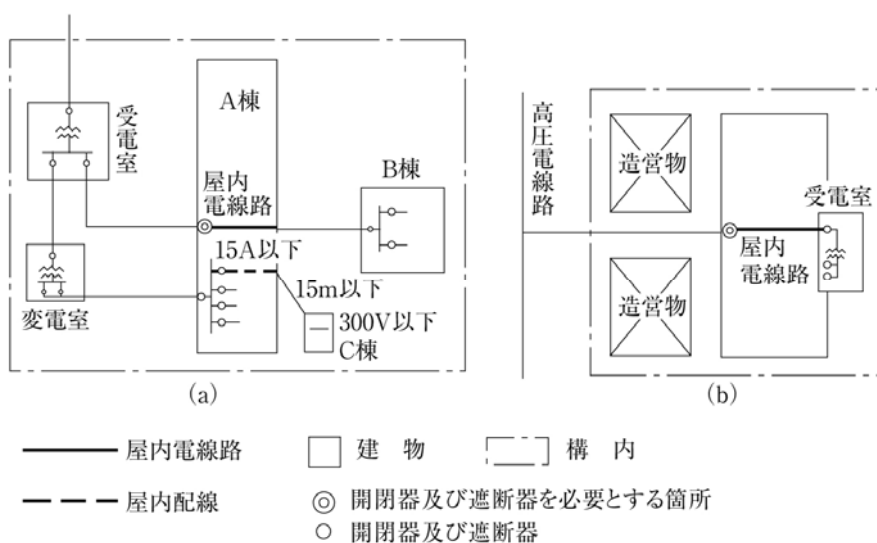 受電室
A棟
屋内
電線路
B棟
15A以下
15m以下
300V以下
C棟
変電室
(a)
高圧電線路
造営物
受電室
屋内
電線路
造営物
(b)
屋内電線路
建 物
構 内
屋内配線
開閉器及び遮断器を必要とする箇所
開閉器及び遮断器